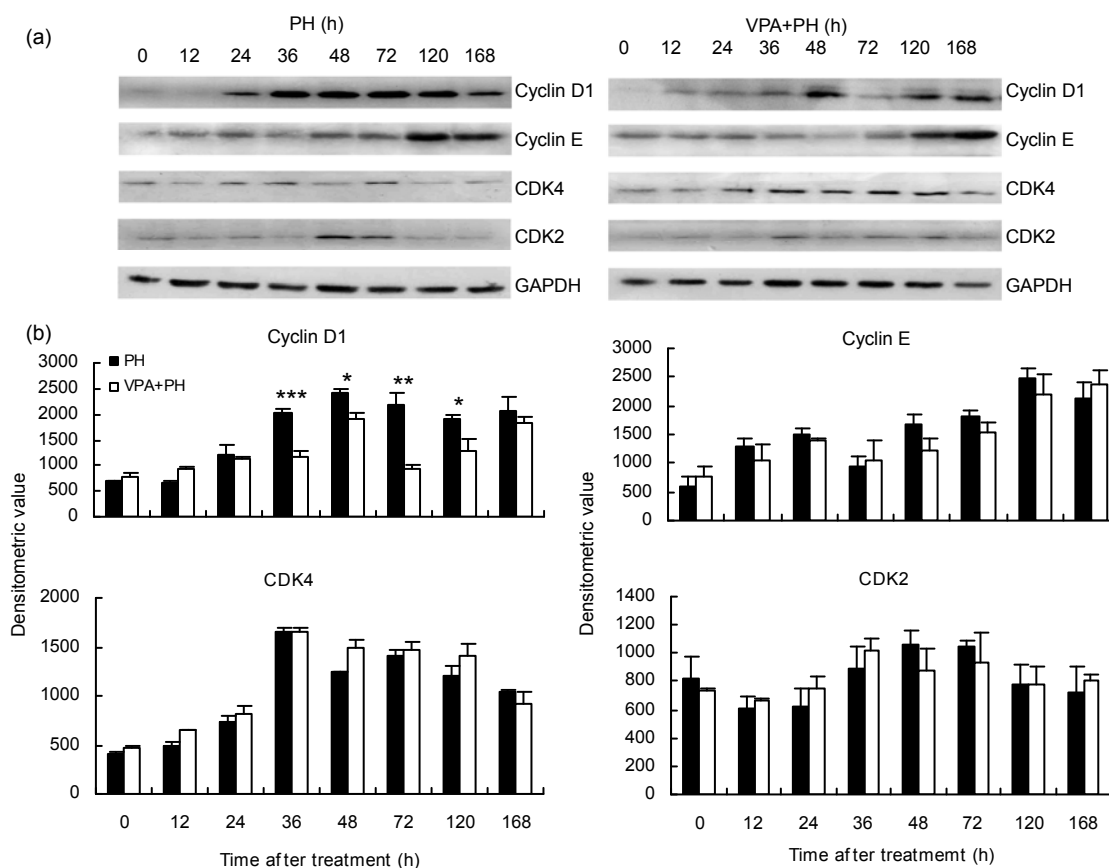 (a)
PH (h)
0 12 24 36 48 72 120 168
Cyclin D1
Cyclin E
CDK4
CDK2
GAPDH
VPA+PH (h)
0 12 24 36 48 72 120 168
Cyclin D1
Cyclin E
CDK4
CDK2
GAPDH
(b)
Cyclin D1
PH
VPA+PH
3000
2500
2000
1500
1000
500
0
*** * ** *
Cyclin E
3000
2500
2000
1500
1000
500
0
Densitometric value
CDK4
2000
1500
1000
500
0
0 12 24 36 48 72 120 168
Time after treatment (h)
Densitometric value
CDK2
1400
1200
1000
800
600
400
200
0
0 12 24 36 48 72 120 168
Time after treatment (h)